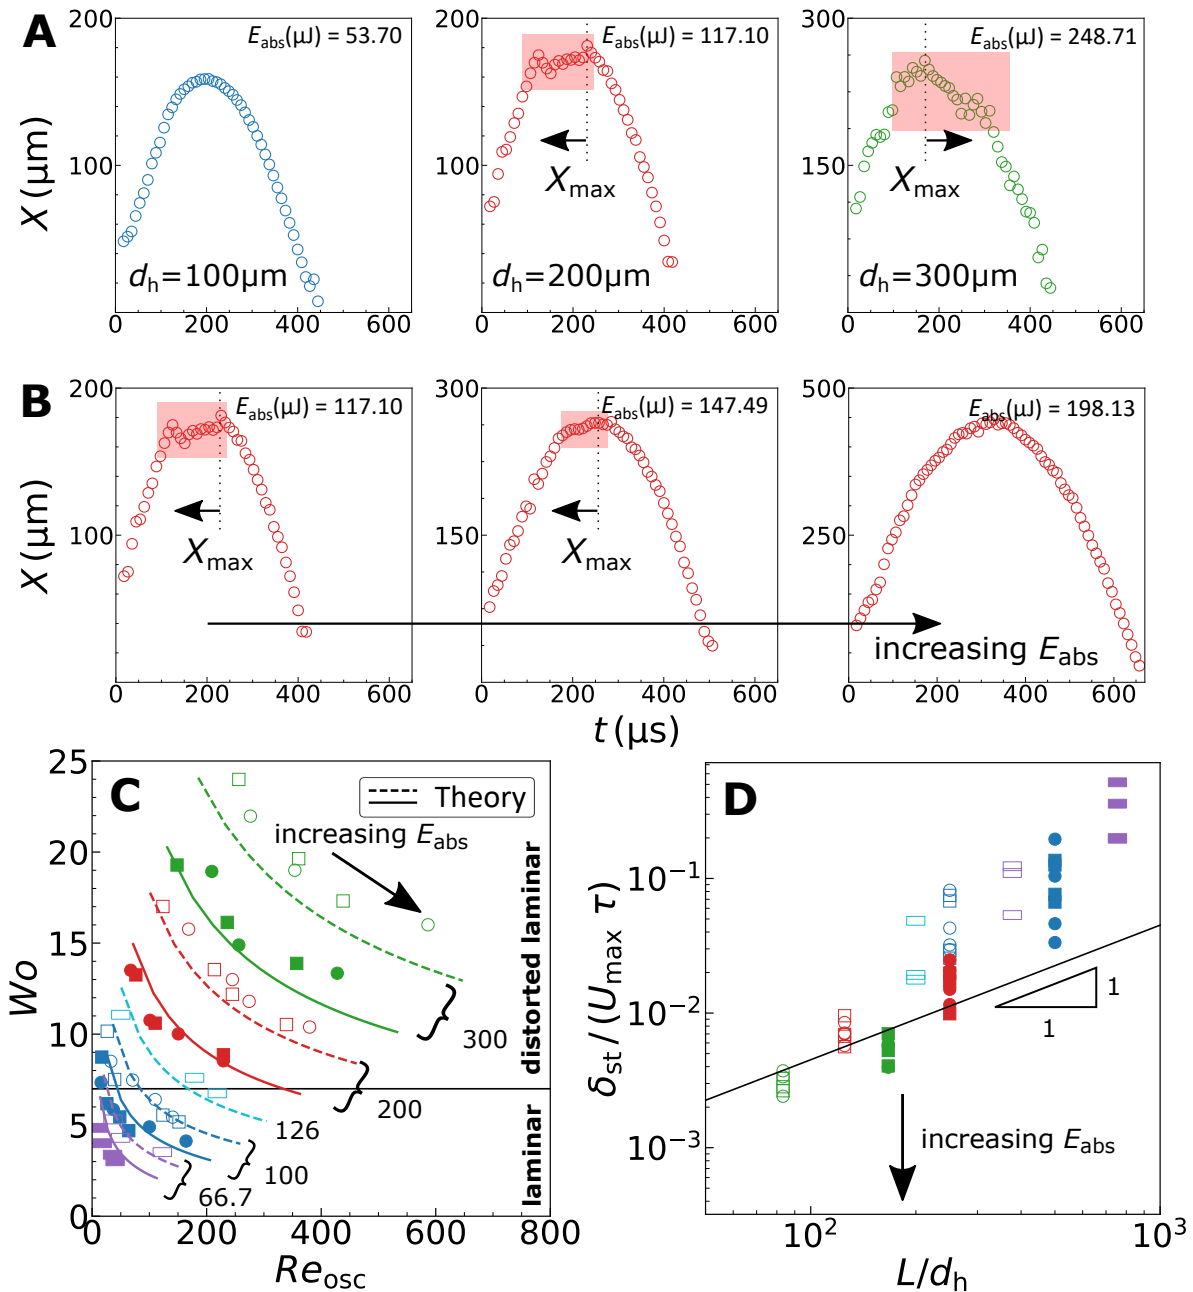 A
200
100
X (μm)
E_abs(μJ) = 53.70
d_h=100μm
0 200 400 600
200
100
E_abs(μJ) = 117.10
X_max
d_h=200μm
0 200 400 600
300
150
E_abs(μJ) = 248.71
X_max
d_h=300μm
0 200 400 600
B
200
100
X (μm)
E_abs(μJ) = 117.10
X_max
0 200 400 600
300
150
E_abs(μJ) = 147.49
X_max
0 200 400 600
500
250
E_abs(μJ) = 198.13
increasing E_abs
0 200 400 600
t (μs)
C
25
20
15
10
5
0
Wo
Theory
increasing E_abs
distorted laminar
laminar
300
200
126
100
66.7
0 200 400 600 800
Re_osc
D
10⁻¹
10⁻²
10⁻³
δ_st / (U_max τ)
1
1
increasing E_abs
10² 10³
L/d_h